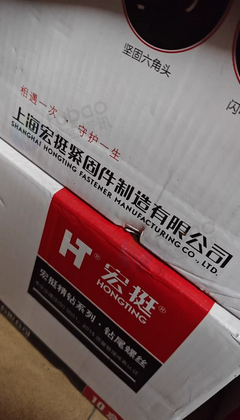 坚固六角头
相遇一次 · 守护一生
上海宏挺紧固件制造有限公司
SHANGHAI HONGTING FASTENER MANUFACTURING CO., LTD.
H® 宏挺®
HONGTING
宏挺精钻系列 · 钻尾螺丝